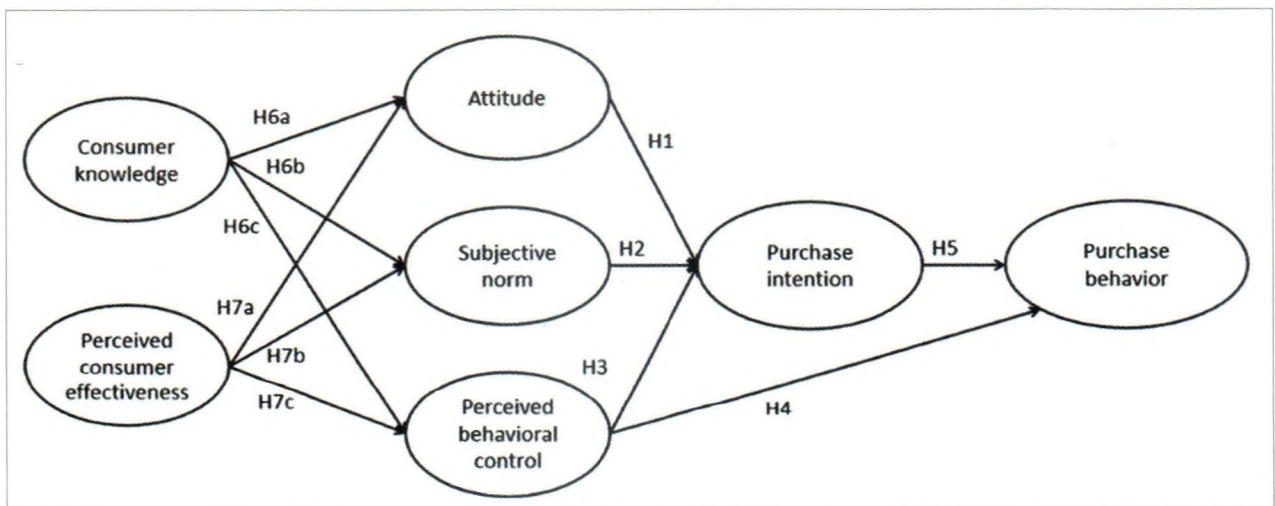 Attitude
H6a
Consumer
knowledge
H1
H6b
H6c
Subjective
norm
H2
Purchase
intention
H5
Purchase
behavior
H7a
Perceived
consumer
effectiveness
H7b
H7c
H3
Perceived
behavioral
control
H4